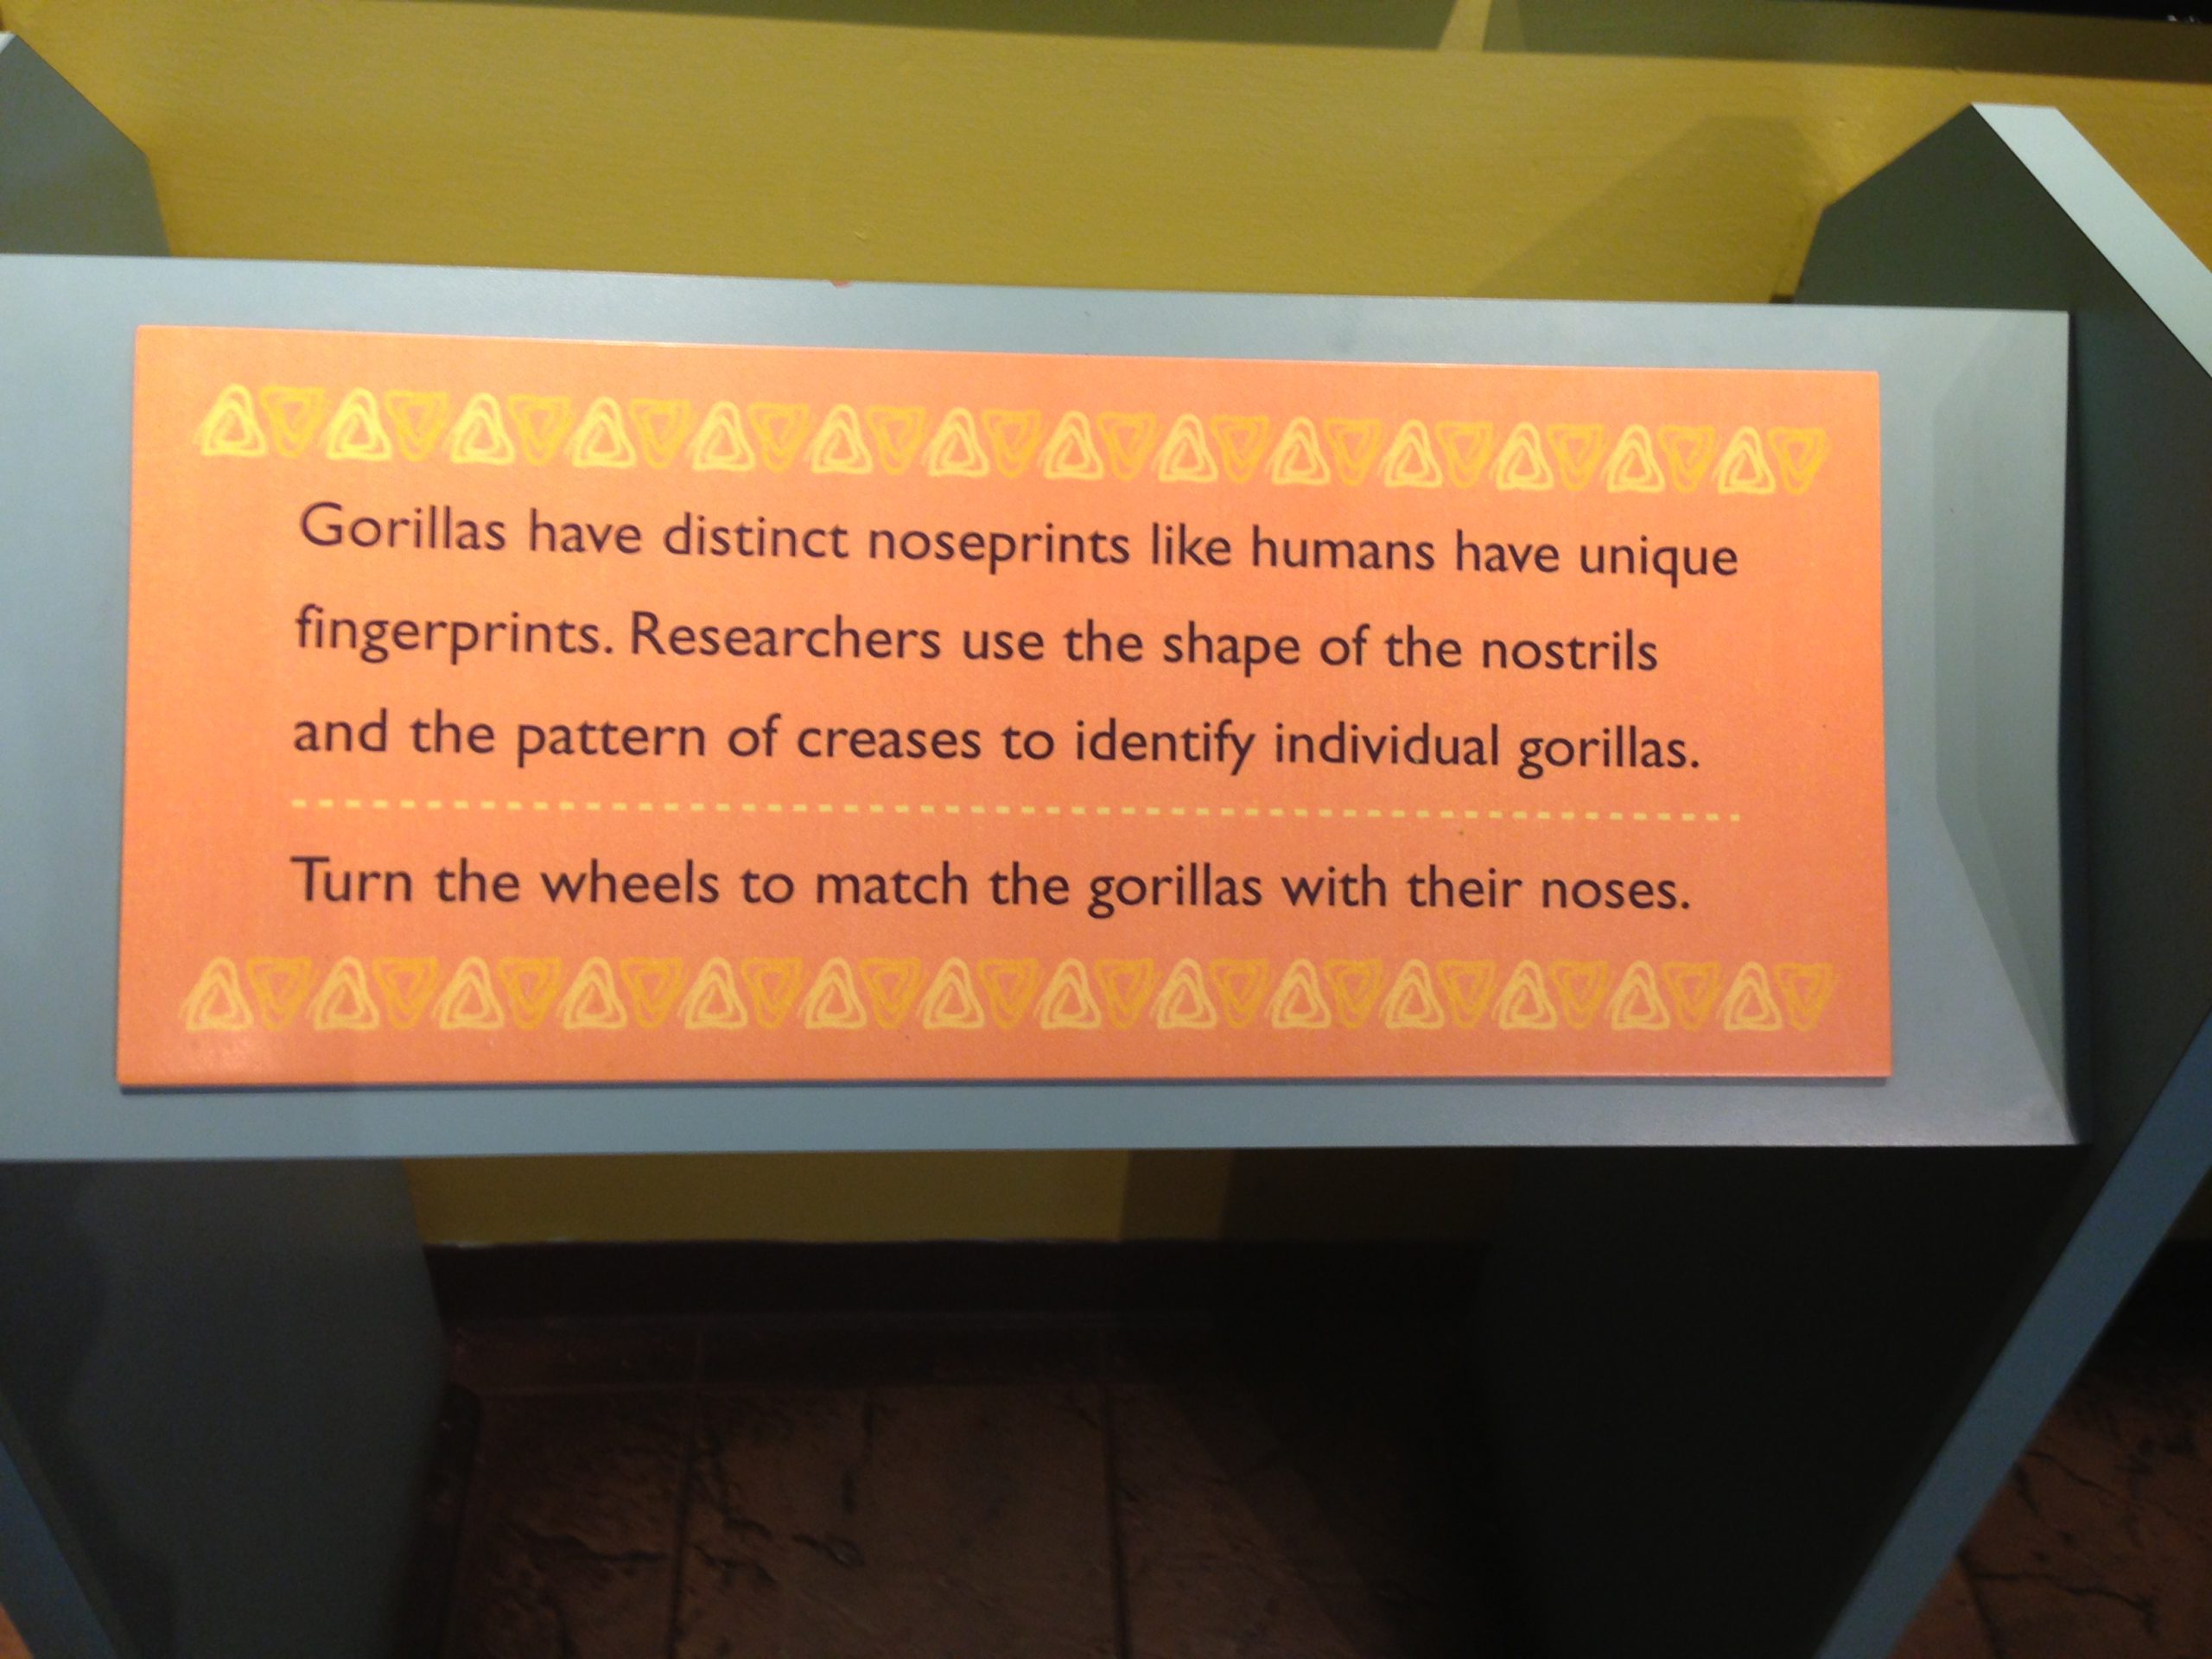 Gorillas have distinct noseprints like humans have unique
fingerprints. Researchers use the shape of the nostrils
and the pattern of creases to identify individual gorillas.
Turn the wheels to match the gorillas with their noses.